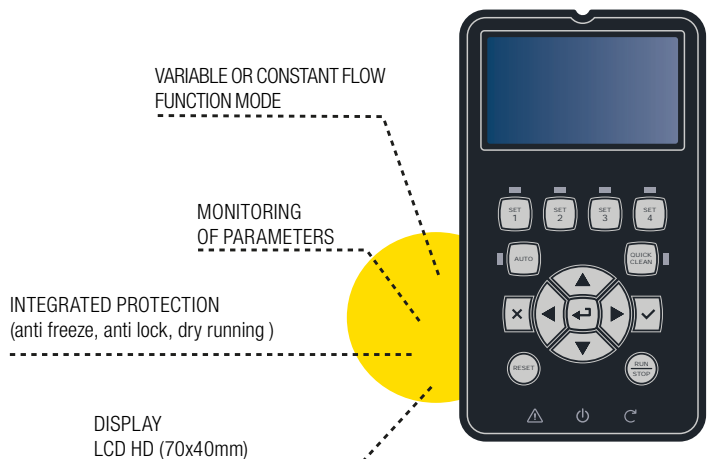 VARIABLE OR CONSTANT FLOW
FUNCTION MODE
MONITORING
OF PARAMETERS
INTEGRATED PROTECTION
(anti freeze, anti lock, dry running )
DISPLAY
LCD HD (70x40mm)
SET
1
SET
2
SET
3
SET
4
AUTO
QUICK
CLEAN
RESET
RUN
STOP